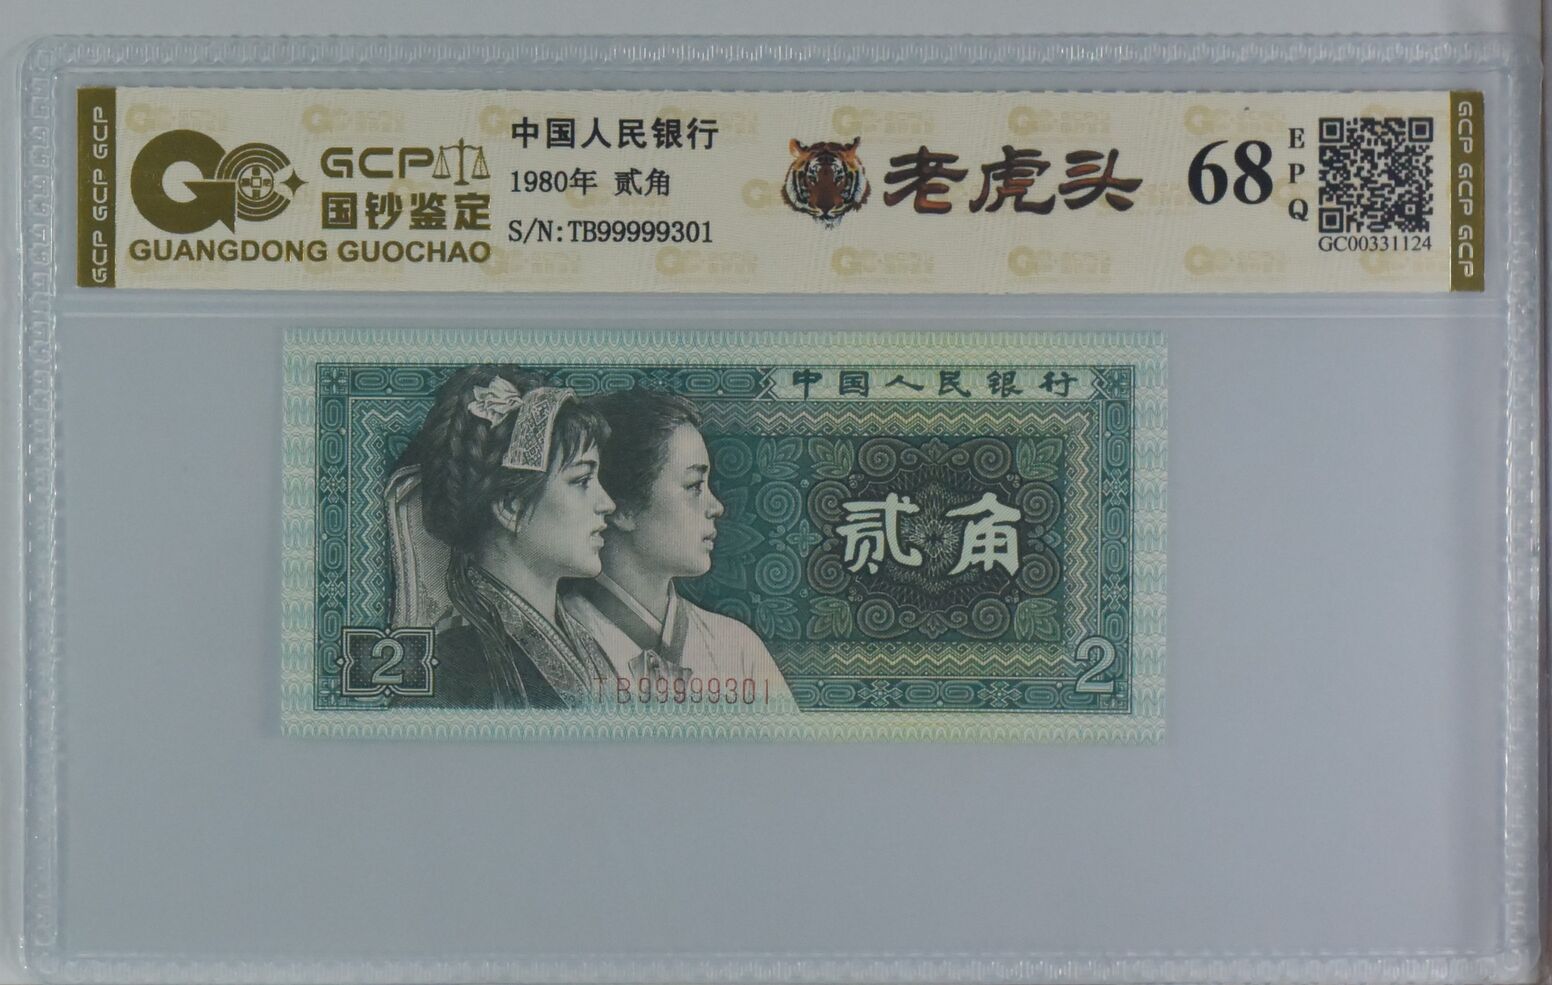 GCP GCP GCP
GCP
国钞鉴定
GUANGDONG GUOCHAO
中国人民银行
1980年 贰角
S/N:TB99999301
老虎头
68
EPQ
GC00331124
GCP GCP GCP
中国人民银行
贰角
2
2
TB99999301